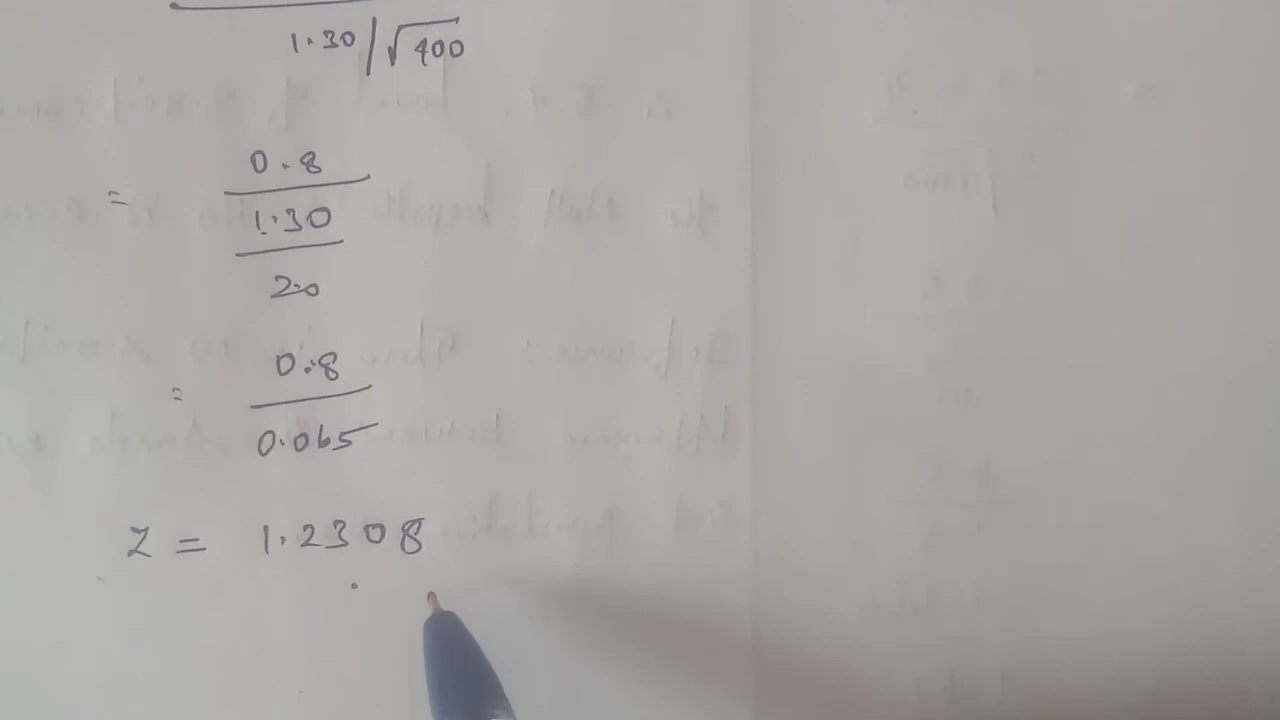 1.30 / √400
= 0.8
1.30
20
= 0.8
0.065
Z = 1.2308